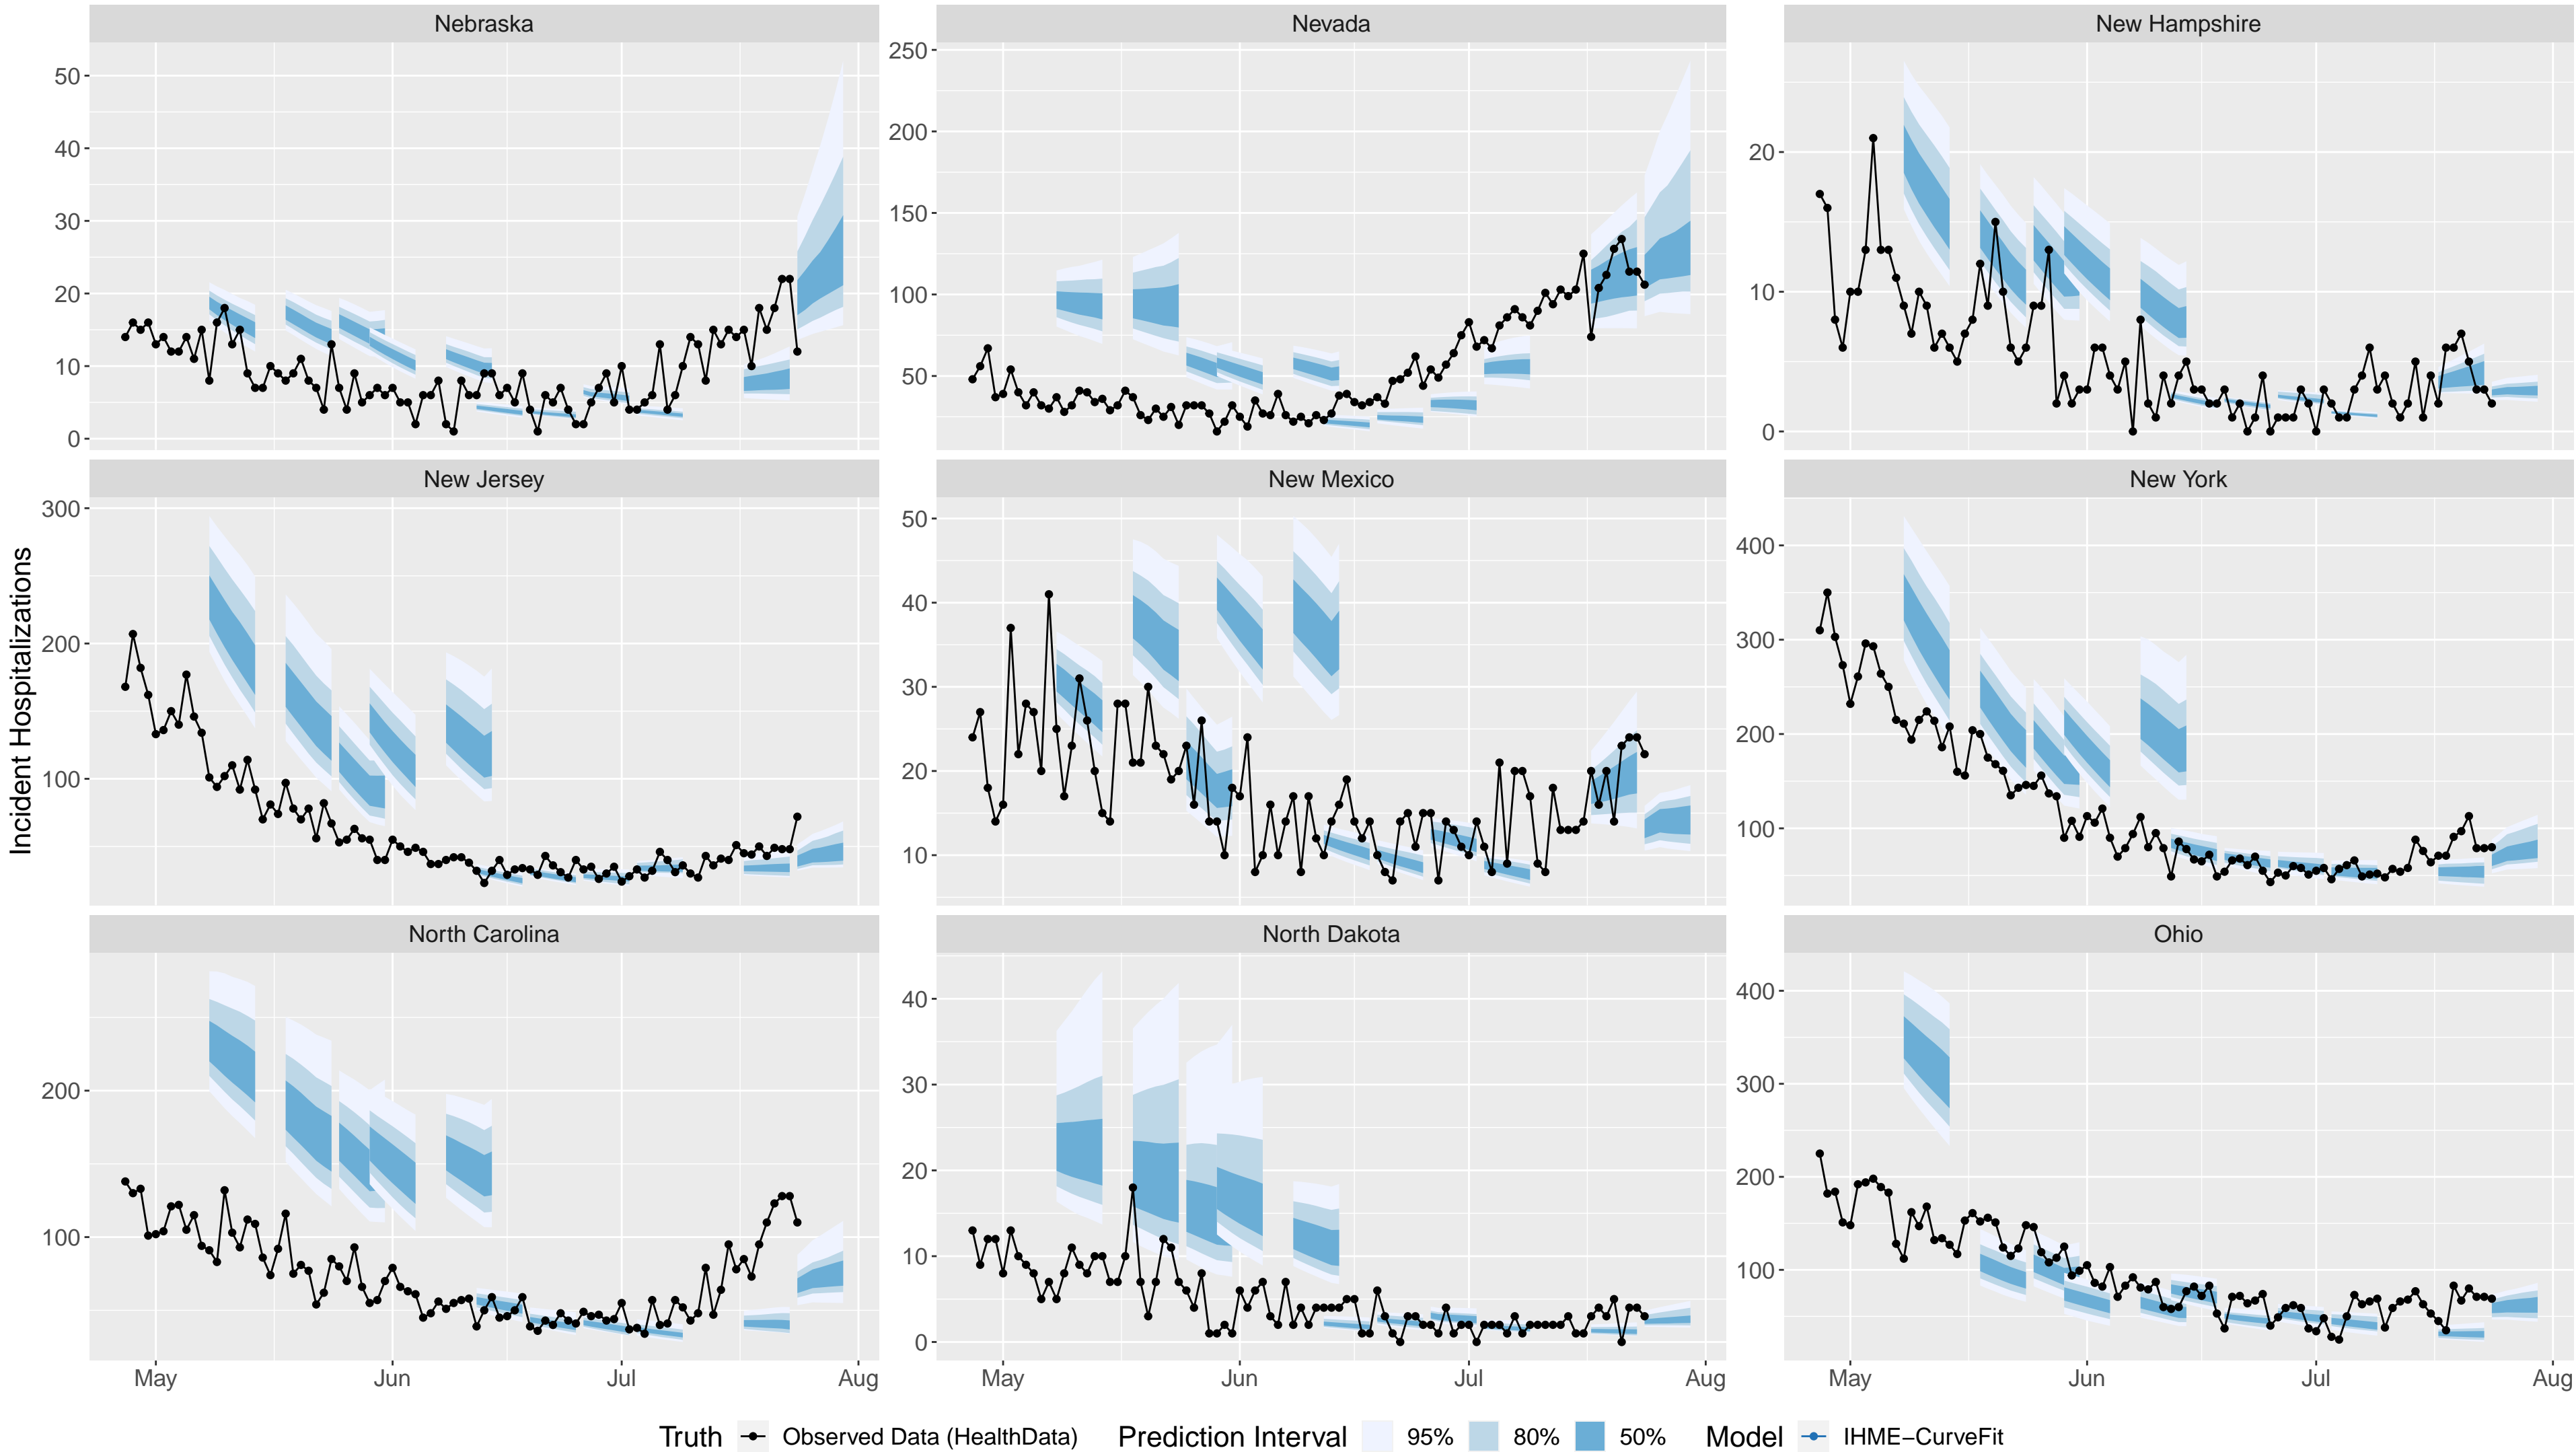 Nebraska
Nevada
New Hampshire
50
40
30
20
10
0
250
200
150
100
50
20
10
0
New Jersey
New Mexico
New York
300
200
100
50
40
30
20
10
400
300
200
100
North Carolina
North Dakota
Ohio
200
100
40
30
20
10
0
400
300
200
100
May Jun Jul Aug
May Jun Jul Aug
May Jun Jul Aug
Incident Hospitalizations
Truth Observed Data (HealthData) Prediction Interval 95% 80% 50% Model IHME−CurveFit